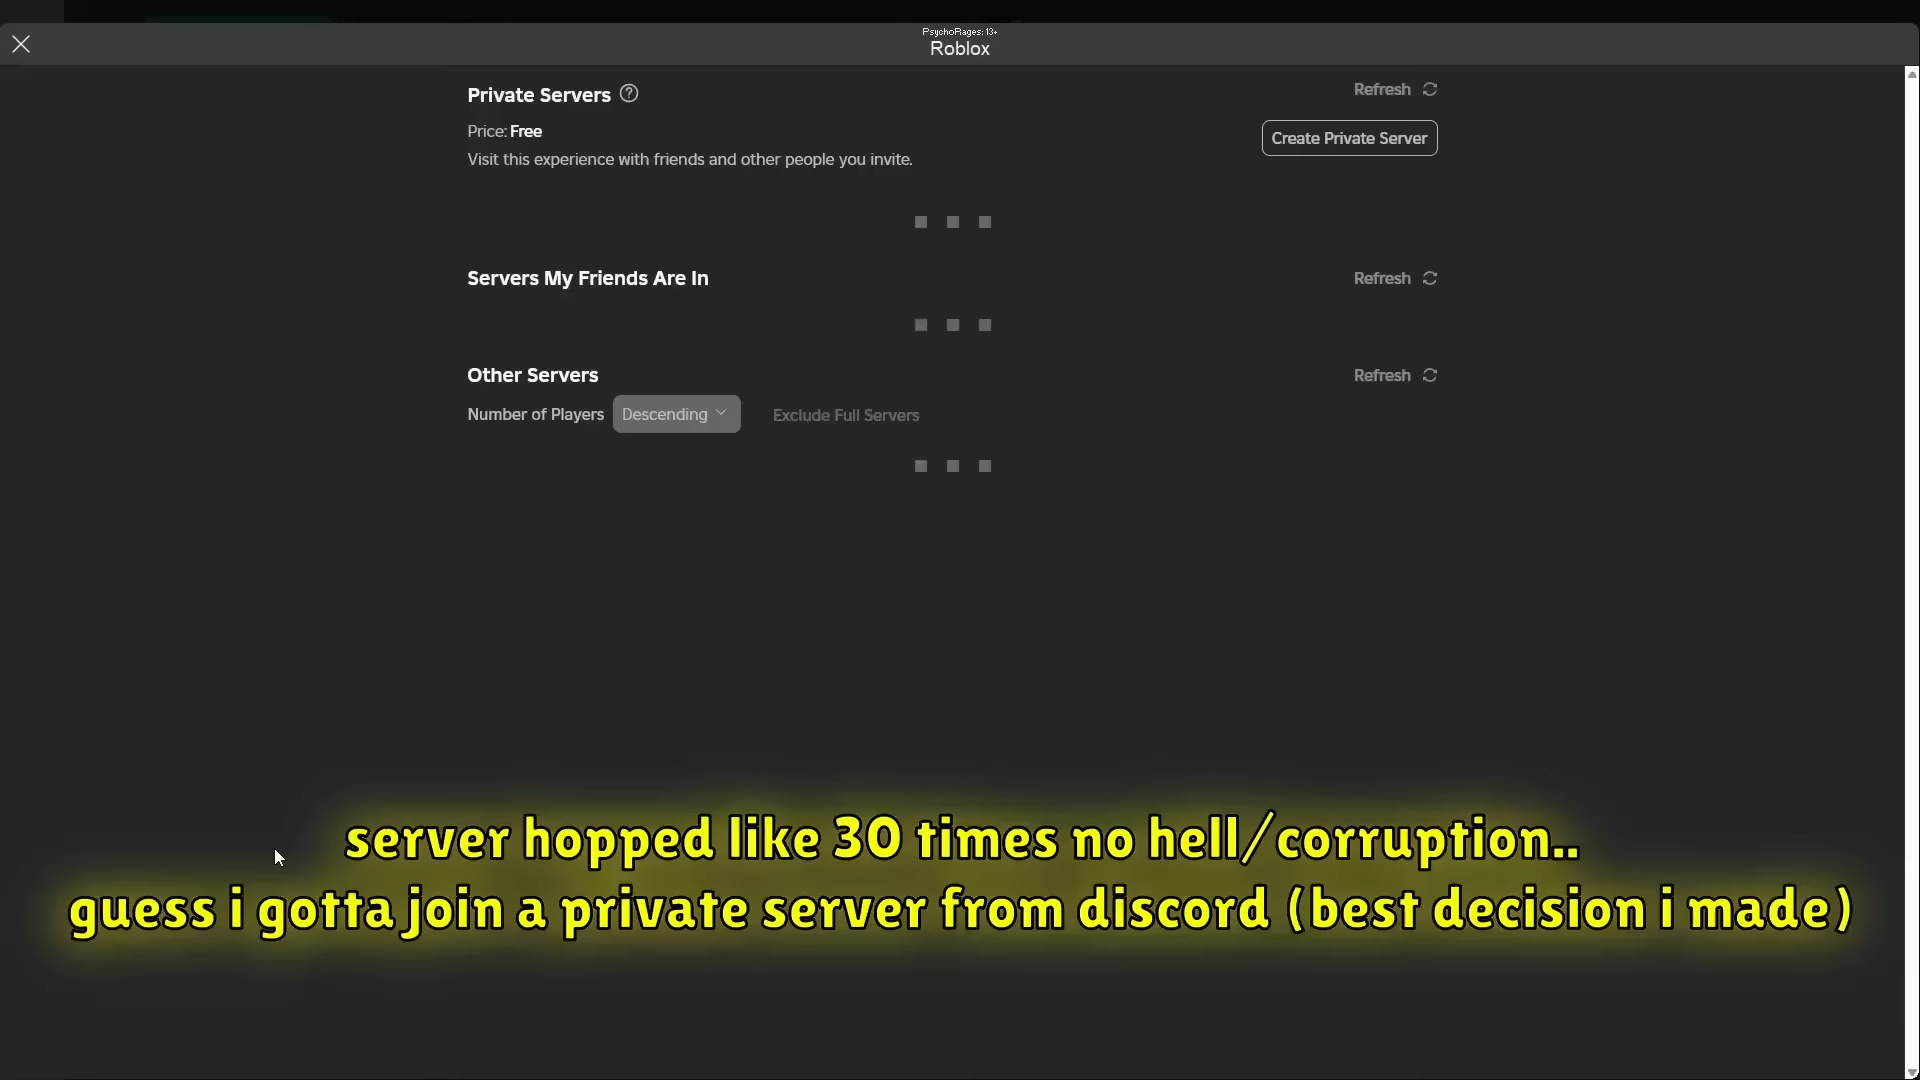 PsychoRages: 13+
Roblox
Private Servers
Refresh
Price: Free
Create Private Server
Visit this experience with friends and other people you invite.
Servers My Friends Are In
Refresh
Other Servers
Refresh
Number of Players Descending Exclude Full Servers
server hopped like 30 times no hell/corruption..
guess i gotta join a private server from discord (best decision i made)